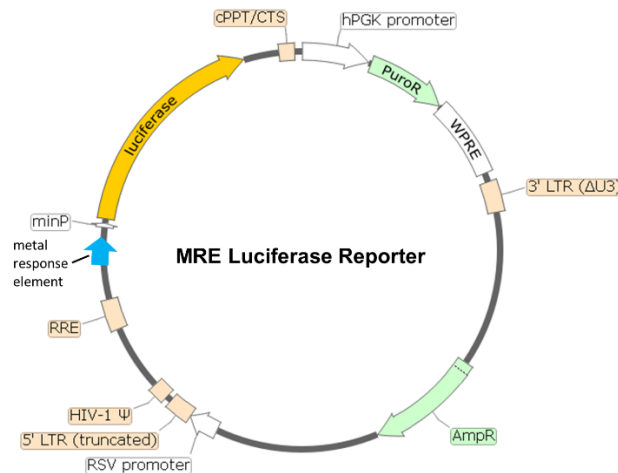 cPPT/CTS
hPGK promoter
PuroR
WPRE
3' LTR (ΔU3)
luciferase
minP
metal
response
element
MRE Luciferase Reporter
RRE
HIV-1 Ψ
5' LTR (truncated)
RSV promoter
AmpR